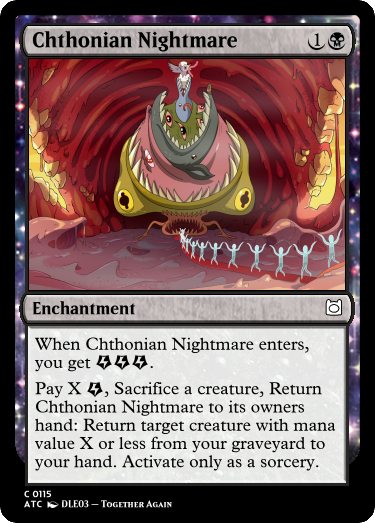 Chthonian Nightmare 1
Enchantment
When Chthonian Nightmare enters,
you get .
Pay X , Sacrifice a creature, Return
Chthonian Nightmare to its owners
hand: Return target creature with mana
value X or less from your graveyard to
your hand. Activate only as a sorcery.
C 0115
ATC DLE03 — Together Again